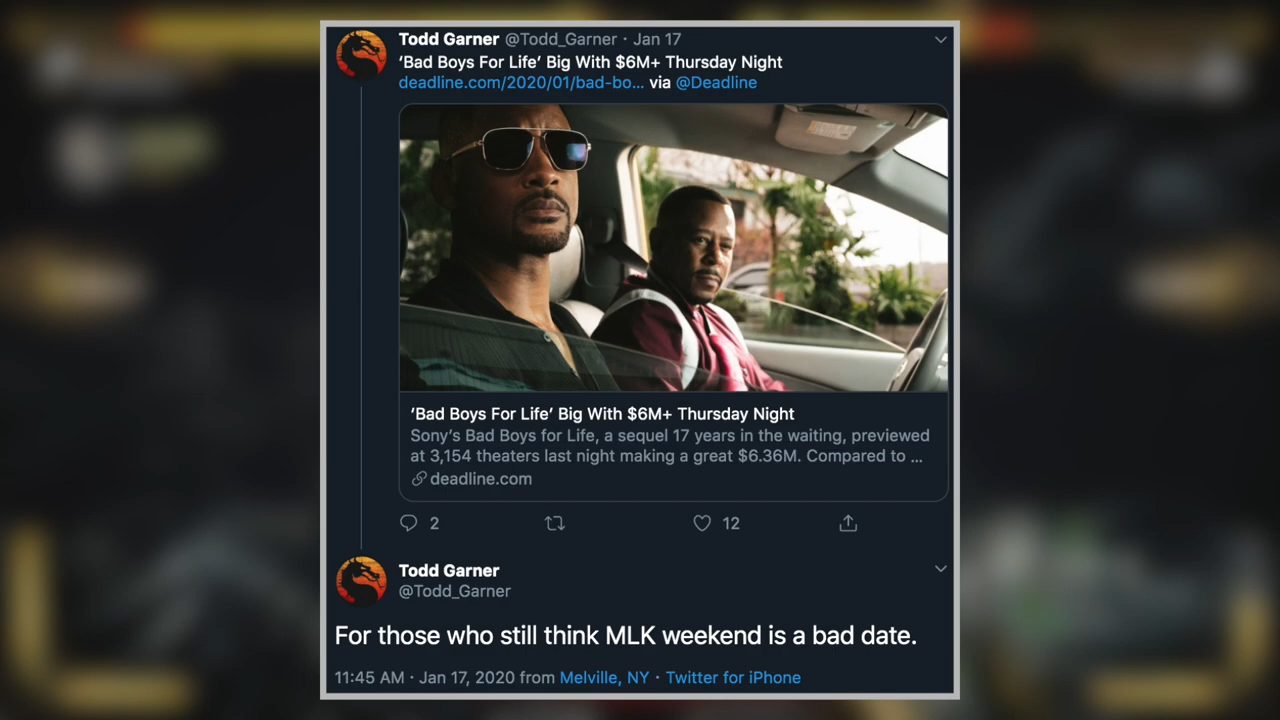 Todd Garner @Todd_Garner · Jan 17
‘Bad Boys For Life’ Big With $6M+ Thursday Night
deadline.com/2020/01/bad-bo... via @Deadline
‘Bad Boys For Life’ Big With $6M+ Thursday Night
Sony’s Bad Boys for Life, a sequel 17 years in the waiting, previewed
at 3,154 theaters last night making a great $6.36M. Compared to ...
deadline.com
2 12
Todd Garner
@Todd_Garner
For those who still think MLK weekend is a bad date.
11:45 AM · Jan 17, 2020 from Melville, NY · Twitter for iPhone